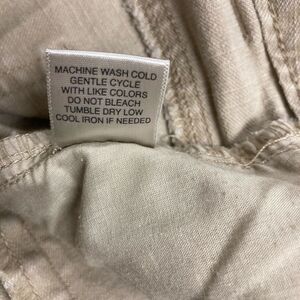 MACHINE WASH COLD
GENTLE CYCLE
WITH LIKE COLORS
DO NOT BLEACH
TUMBLE DRY LOW
COOL IRON IF NEEDED